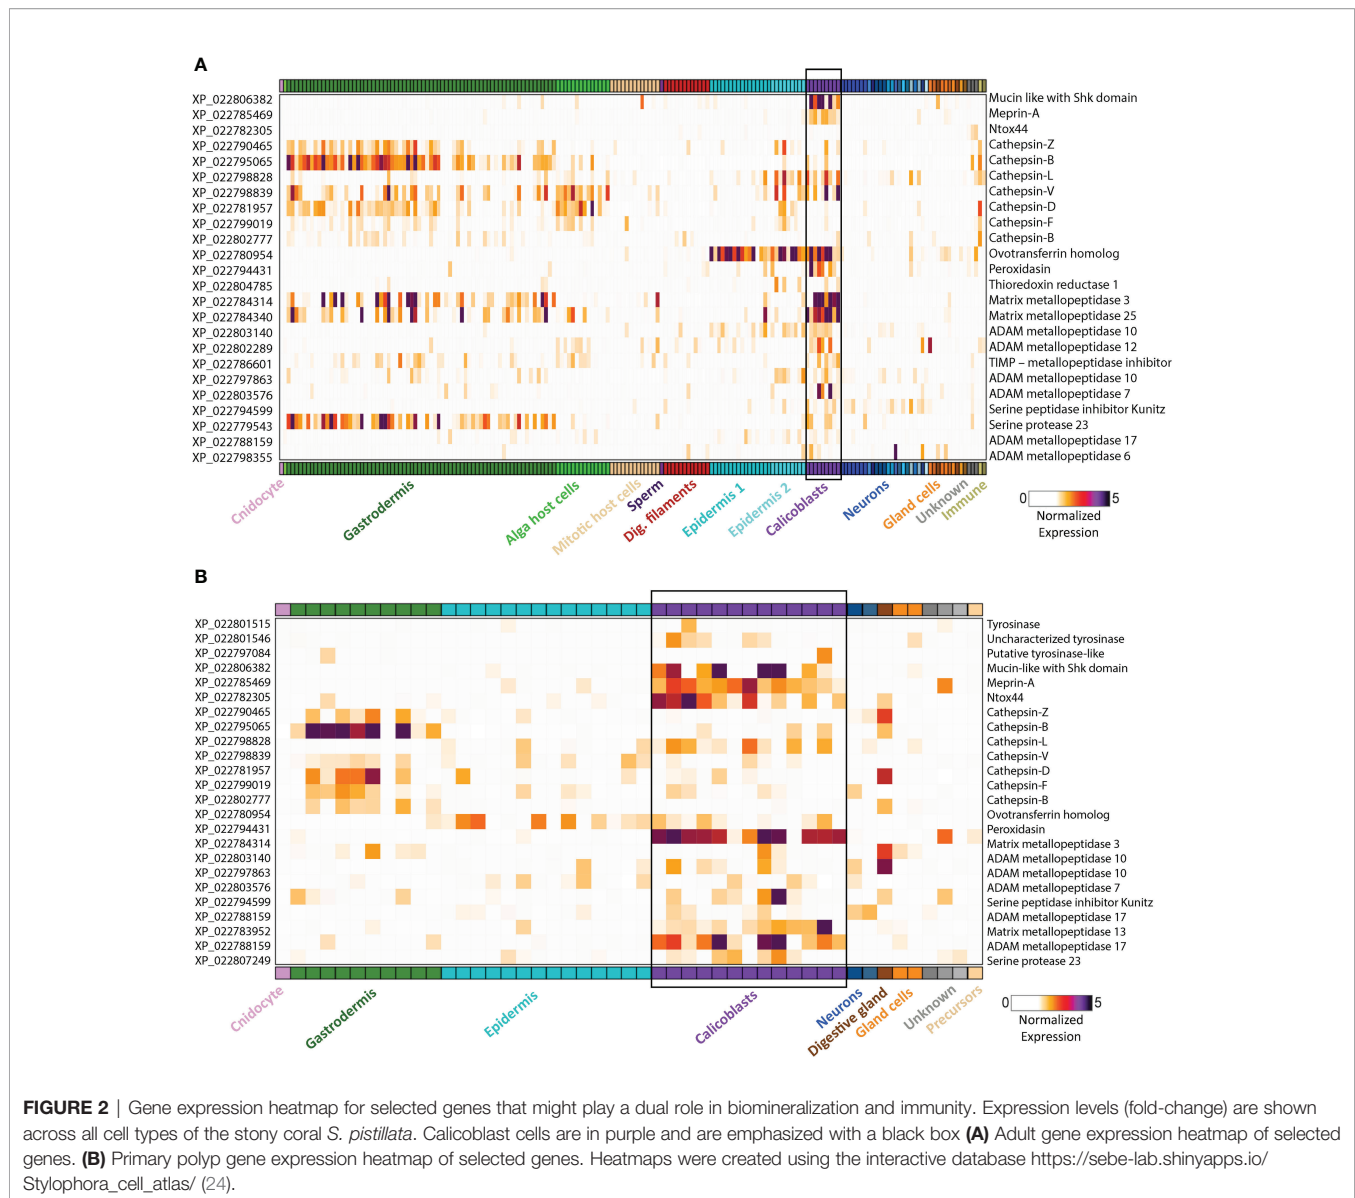 A
XP_022806382 Mucin like with Shk domain
XP_022785469 Meprin-A
XP_022782305 Ntox44
XP_022790465 Cathepsin-Z
XP_022795065 Cathepsin-B
XP_022798828 Cathepsin-L
XP_022798839 Cathepsin-V
XP_022781957 Cathepsin-D
XP_022799019 Cathepsin-F
XP_022802777 Cathepsin-B
XP_022780954 Ovotransferrin homolog
XP_022794431 Peroxidasin
XP_022804785 Thioredoxin reductase 1
XP_022784314 Matrix metallopeptidase 3
XP_022784340 Matrix metallopeptidase 25
XP_022803140 ADAM metallopeptidase 10
XP_022802289 ADAM metallopeptidase 12
XP_022786601 TIMP – metallopeptidase inhibitor
XP_022797863 ADAM metallopeptidase 10
XP_022803576 ADAM metallopeptidase 7
XP_022794599 Serine peptidase inhibitor Kunitz
XP_022779543 Serine protease 23
XP_022788159 ADAM metallopeptidase 17
XP_022798355 ADAM metallopeptidase 6
Cnidocyte Gastrodermis Alga host cells Mitotic host cells Sperm Dig. filaments Epidermis 1 Epidermis 2 Calicoblasts Neurons Gland cells Unknown Immune
0 5
Normalized
Expression
B
XP_022801515 Tyrosinase
XP_022801546 Uncharacterized tyrosinase
XP_022797084 Putative tyrosinase-like
XP_022806382 Mucin-like with Shk domain
XP_022785469 Meprin-A
XP_022782305 Ntox44
XP_022790465 Cathepsin-Z
XP_022795065 Cathepsin-B
XP_022798828 Cathepsin-L
XP_022798839 Cathepsin-V
XP_022781957 Cathepsin-D
XP_022799019 Cathepsin-F
XP_022802777 Cathepsin-B
XP_022780954 Ovotransferrin homolog
XP_022794431 Peroxidasin
XP_022784314 Matrix metallopeptidase 3
XP_022803140 ADAM metallopeptidase 10
XP_022797863 ADAM metallopeptidase 10
XP_022803576 ADAM metallopeptidase 7
XP_022794599 Serine peptidase inhibitor Kunitz
XP_022788159 ADAM metallopeptidase 17
XP_022783952 Matrix metallopeptidase 13
XP_022788159 ADAM metallopeptidase 17
XP_022807249 Serine protease 23
Cnidocyte Gastrodermis Epidermis Calicoblasts Neurons Digestive gland Gland cells Unknown Precursors
0 5
Normalized
Expression
FIGURE 2 | Gene expression heatmap for selected genes that might play a dual role in biomineralization and immunity. Expression levels (fold-change) are shown
across all cell types of the stony coral S. pistillata. Calicoblast cells are in purple and are emphasized with a black box (A) Adult gene expression heatmap of selected
genes. (B) Primary polyp gene expression heatmap of selected genes. Heatmaps were created using the interactive database https://sebe-lab.shinyapps.io/
Stylophora_cell_atlas/ (24).